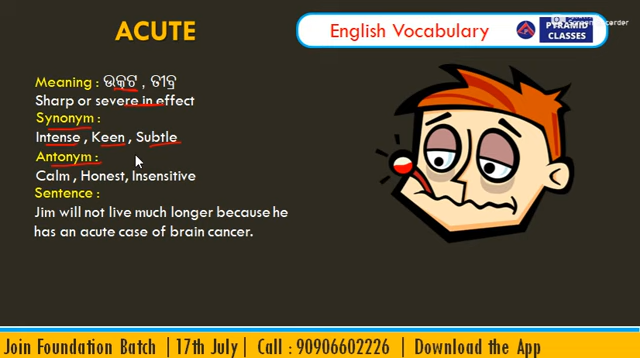 ACUTE
English Vocabulary
PYRAMID
CLASSES
Meaning : ଉତ୍କଟ , ତୀବ୍ର
Sharp or severe in effect
Synonym :
Intense , Keen , Subtle
Antonym :
Calm , Honest, Insensitive
Sentence :
Jim will not live much longer because he
has an acute case of brain cancer.
Join Foundation Batch | 17th July | Call : 90906602226 | Download the App